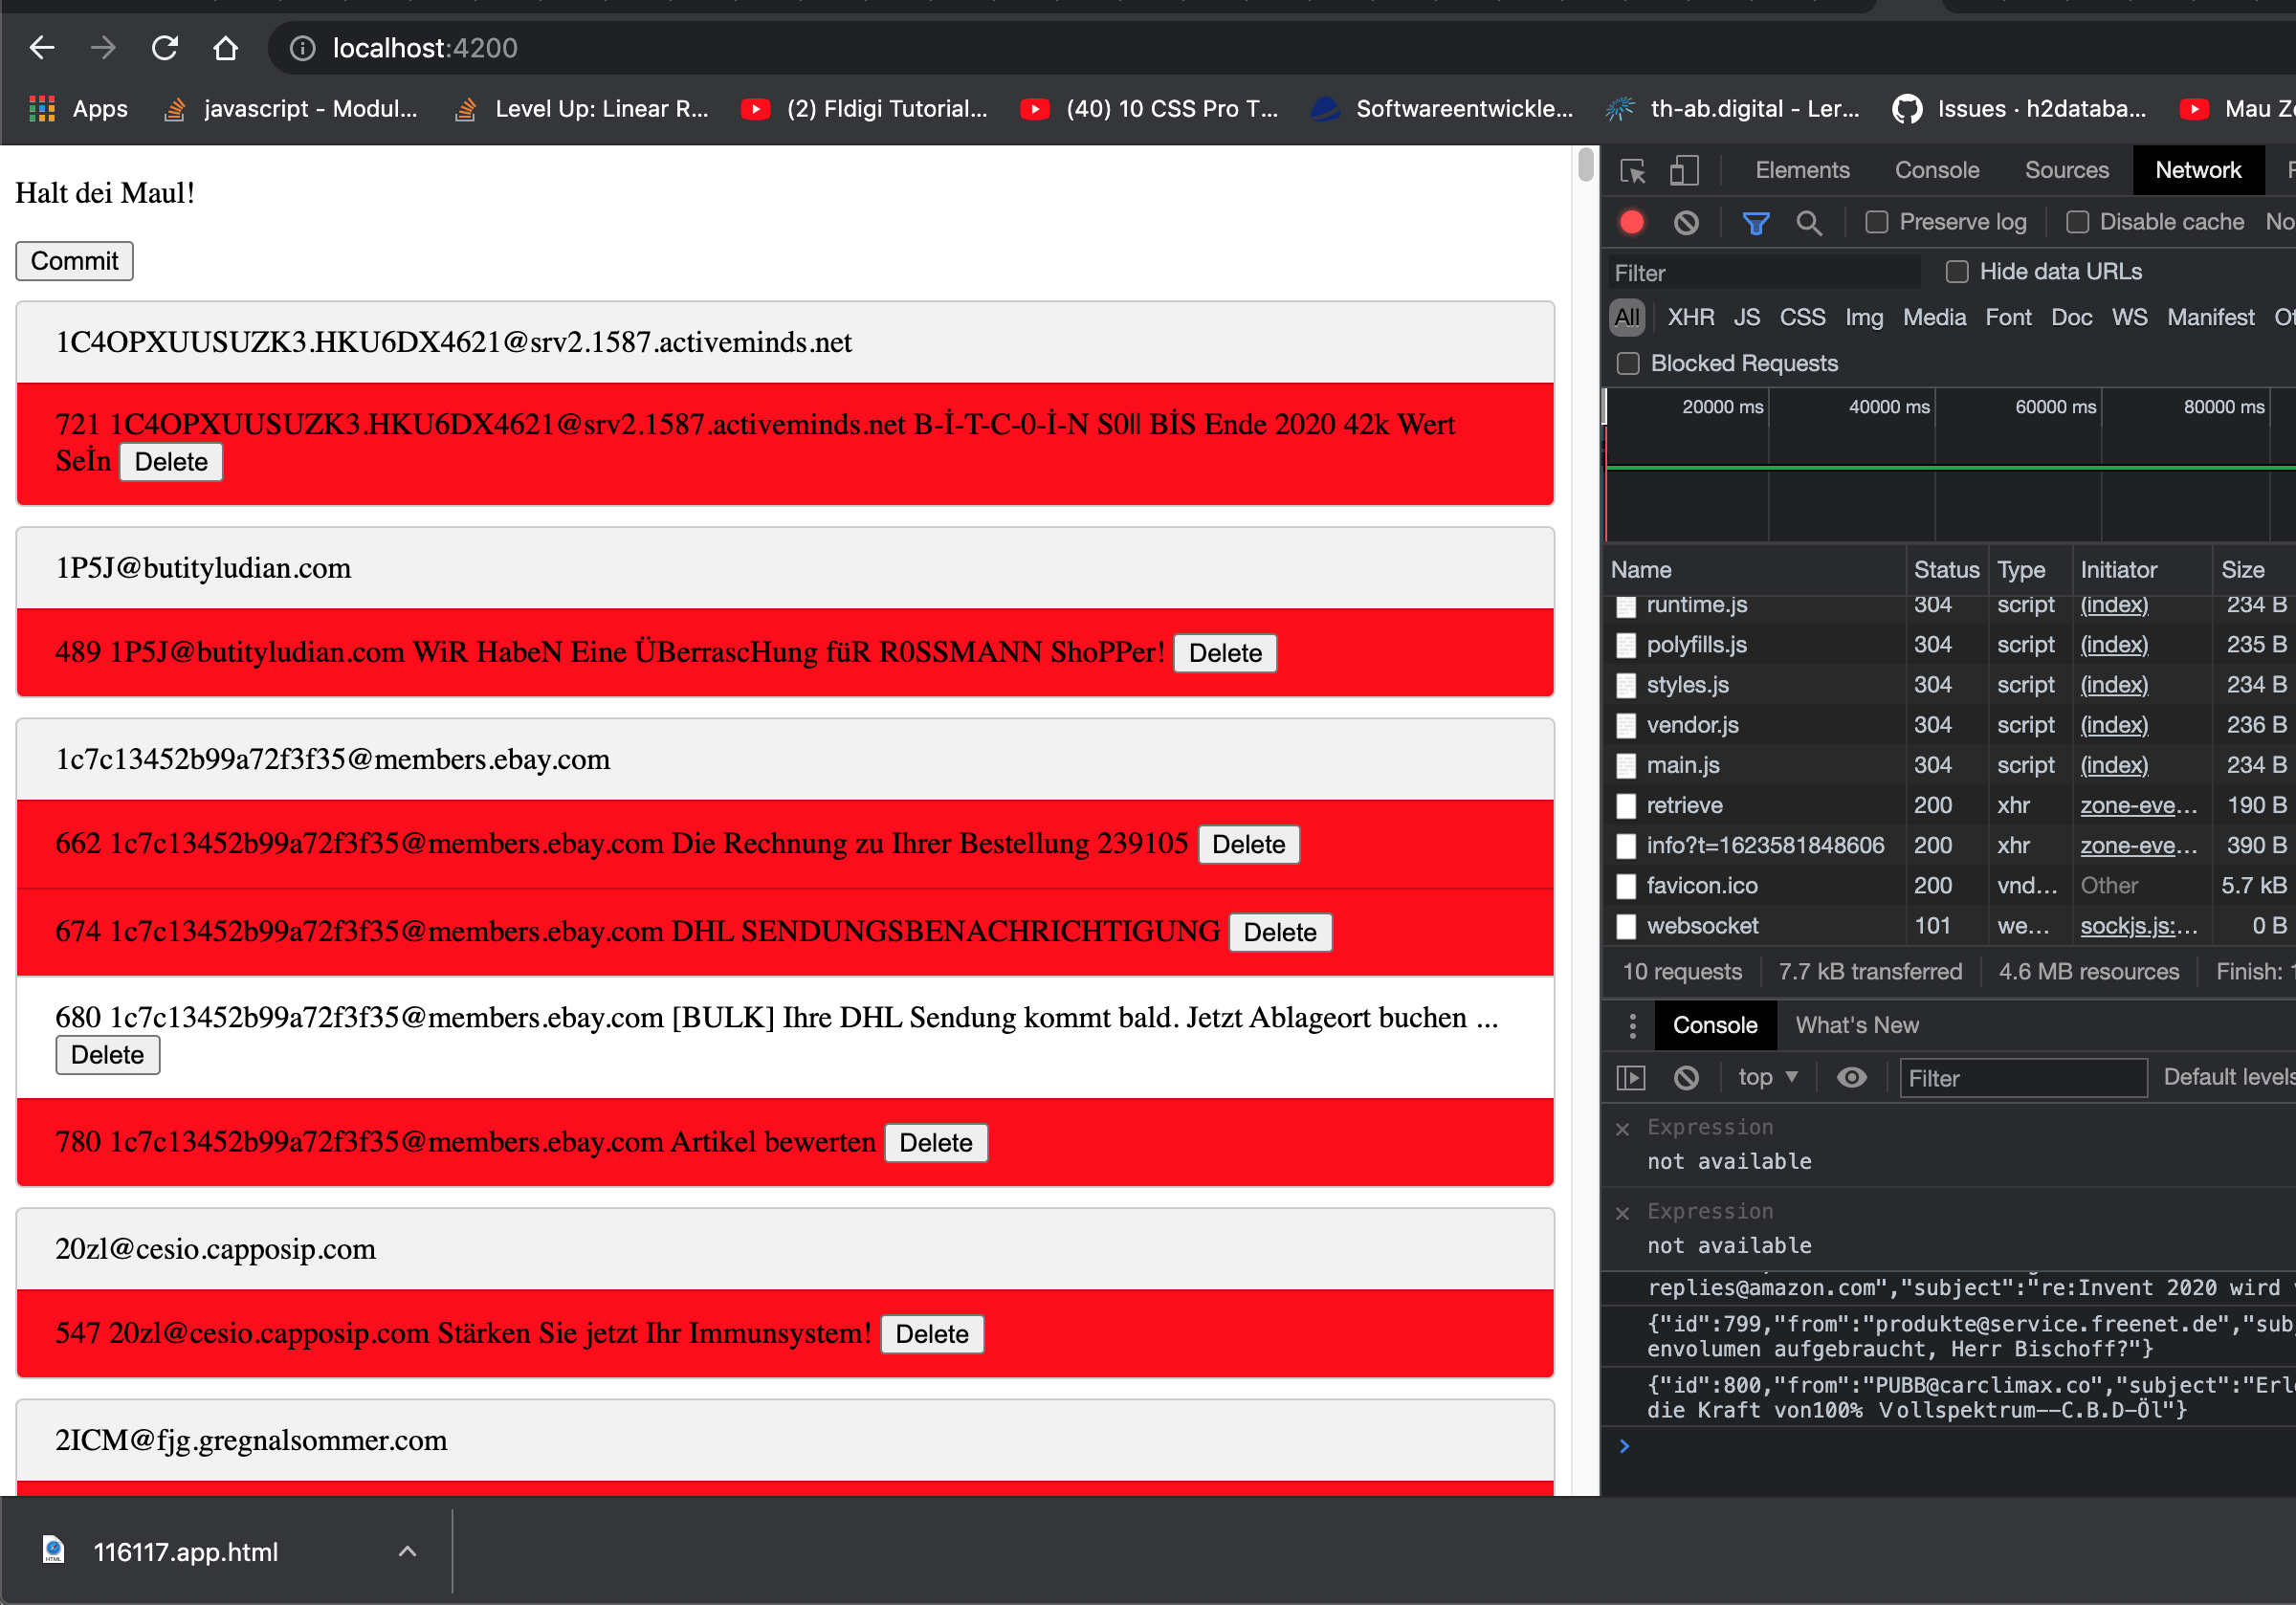 localhost:4200
Apps javascript - Modul... Level Up: Linear R... (2) Fldigi Tutorial... (40) 10 CSS Pro T... Softwareentwickle... th-ab.digital - Ler... Issues · h2databa... Mau
Halt dei Maul!
Commit
1C4OPXUUSUZK3.HKU6DX4621@srv2.1587.activeminds.net
721 1C4OPXUUSUZK3.HKU6DX4621@srv2.1587.activeminds.net B-İ-T-C-0-İ-N S0ll BİS Ende 2020 42k Wert
Seİn Delete
1P5J@butityludian.com
489 1P5J@butityludian.com WiR HabeN Eine ÜBerrascHung füR R0SSMANN ShoPPer! Delete
1c7c13452b99a72f3f35@members.ebay.com
662 1c7c13452b99a72f3f35@members.ebay.com Die Rechnung zu Ihrer Bestellung 239105 Delete
674 1c7c13452b99a72f3f35@members.ebay.com DHL SENDUNGSBENACHRICHTIGUNG Delete
680 1c7c13452b99a72f3f35@members.ebay.com [BULK] Ihre DHL Sendung kommt bald. Jetzt Ablageort buchen ...
Delete
780 1c7c13452b99a72f3f35@members.ebay.com Artikel bewerten Delete
20zl@cesio.capposip.com
547 20zl@cesio.capposip.com Stärken Sie jetzt Ihr Immunsystem! Delete
2ICM@fjg.gregnalsommer.com
Elements Console Sources Network
Preserve log Disable cache No
Filter Hide data URLs
All XHR JS CSS Img Media Font Doc WS Manifest
Blocked Requests
20000 ms 40000 ms 60000 ms 80000 ms
Name Status Type Initiator Size
runtime.js 304 script (index) 234 B
polyfills.js 304 script (index) 235 B
styles.js 304 script (index) 234 B
vendor.js 304 script (index) 236 B
main.js 304 script (index) 234 B
retrieve 200 xhr zone-eve... 190 B
info?t=1623581848606 200 xhr zone-eve... 390 B
favicon.ico 200 vnd... Other 5.7 kB
websocket 101 we... sockjs.js:... 0 B
10 requests 7.7 kB transferred 4.6 MB resources Finish:
Console What's New
top Filter Default levels
Expression
not available
Expression
not available
replies@amazon.com","subject":"re:Invent 2020 wird
{"id":799,"from":"produkte@service.freenet.de","sub
envolumen aufgebraucht, Herr Bischoff?"}
{"id":800,"from":"PUBB@carclimax.co","subject":"Erl
die Kraft von100% Vollspektrum--C.B.D-Öl"}
116117.app.html